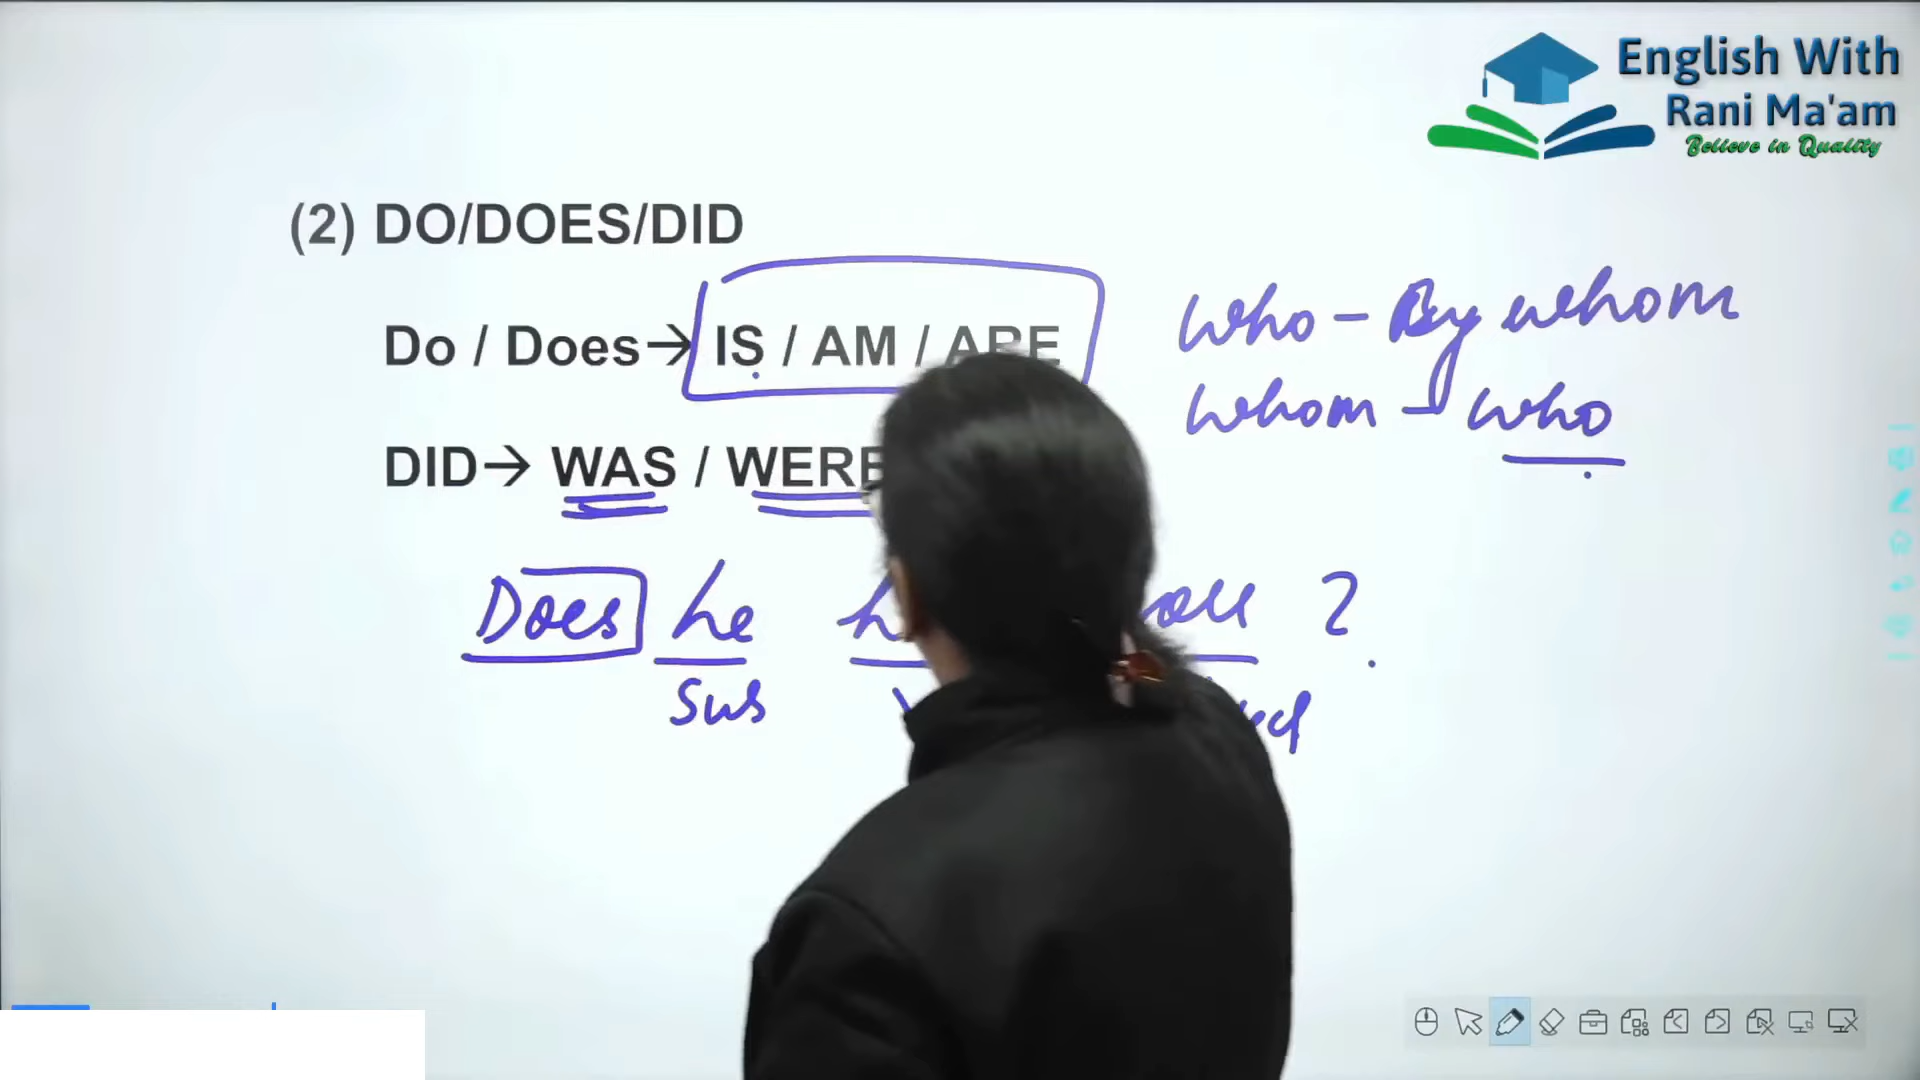 English With
Rani Ma'am
Believe in Quality
(2) DO/DOES/DID
Do / Does→ IS / AM / ARE
who - By whom
whom - who
DID→ WAS / WERE
Does he ?
Sub